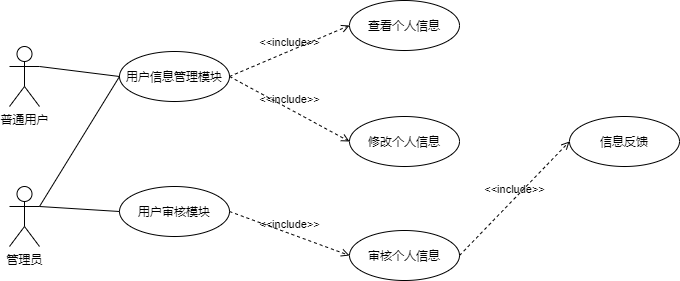 查看个人信息
<<include>>
用户信息管理模块
<<include>>
普通用户
修改个人信息
信息反馈
<<include>>
用户审核模块
<<include>>
管理员
审核个人信息